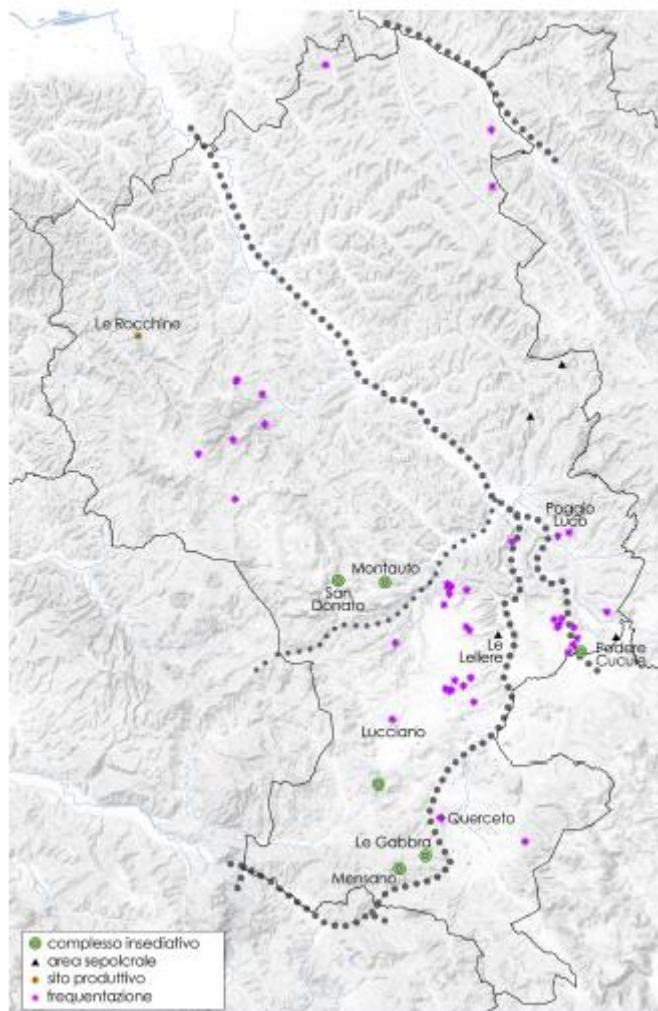 Le Rocchine
Poggio
Luco
Montauto
San
Donato
Le
Lellere
Podere
Cucule
Lucciano
Querceto
Le Gabbra
Mensano
complesso insediativo
area sepolcrale
sito produttivo
frequentazione